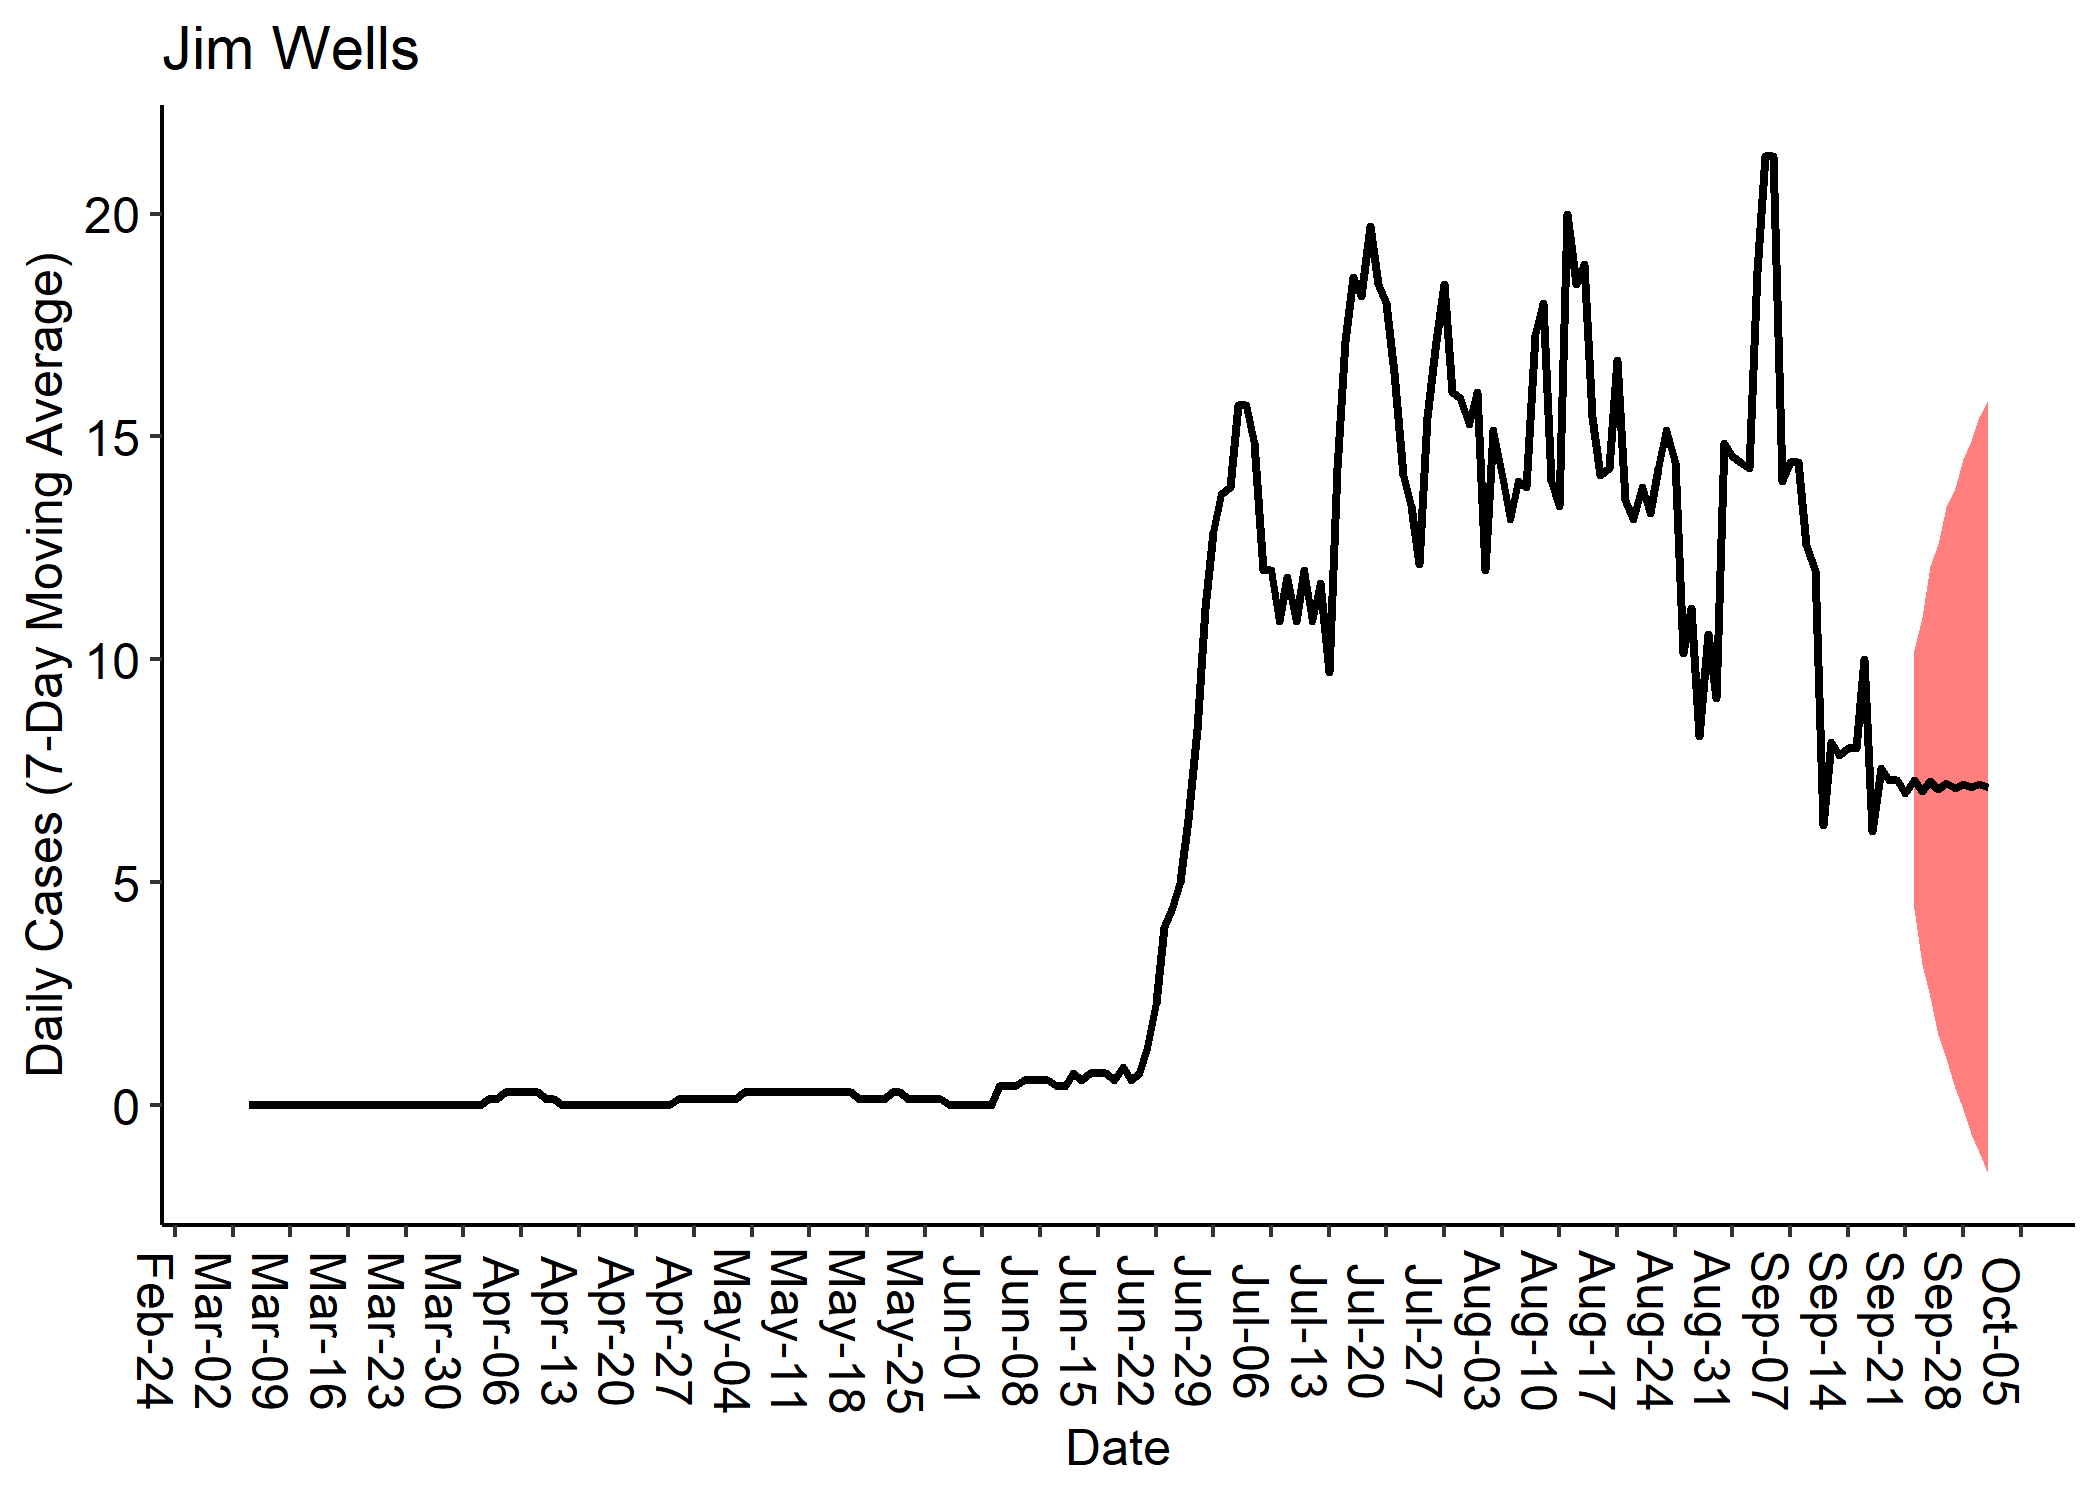 Jim Wells
Daily Cases (7-Day Moving Average)
20
15
10
5
0
Feb-24
Mar-02
Mar-09
Mar-16
Mar-23
Mar-30
Apr-06
Apr-13
Apr-20
Apr-27
May-04
May-11
May-18
May-25
Jun-01
Jun-08
Jun-15
Jun-22
Jun-29
Jul-06
Jul-13
Jul-20
Jul-27
Aug-03
Aug-10
Aug-17
Aug-24
Aug-31
Sep-07
Sep-14
Sep-21
Sep-28
Oct-05
Date